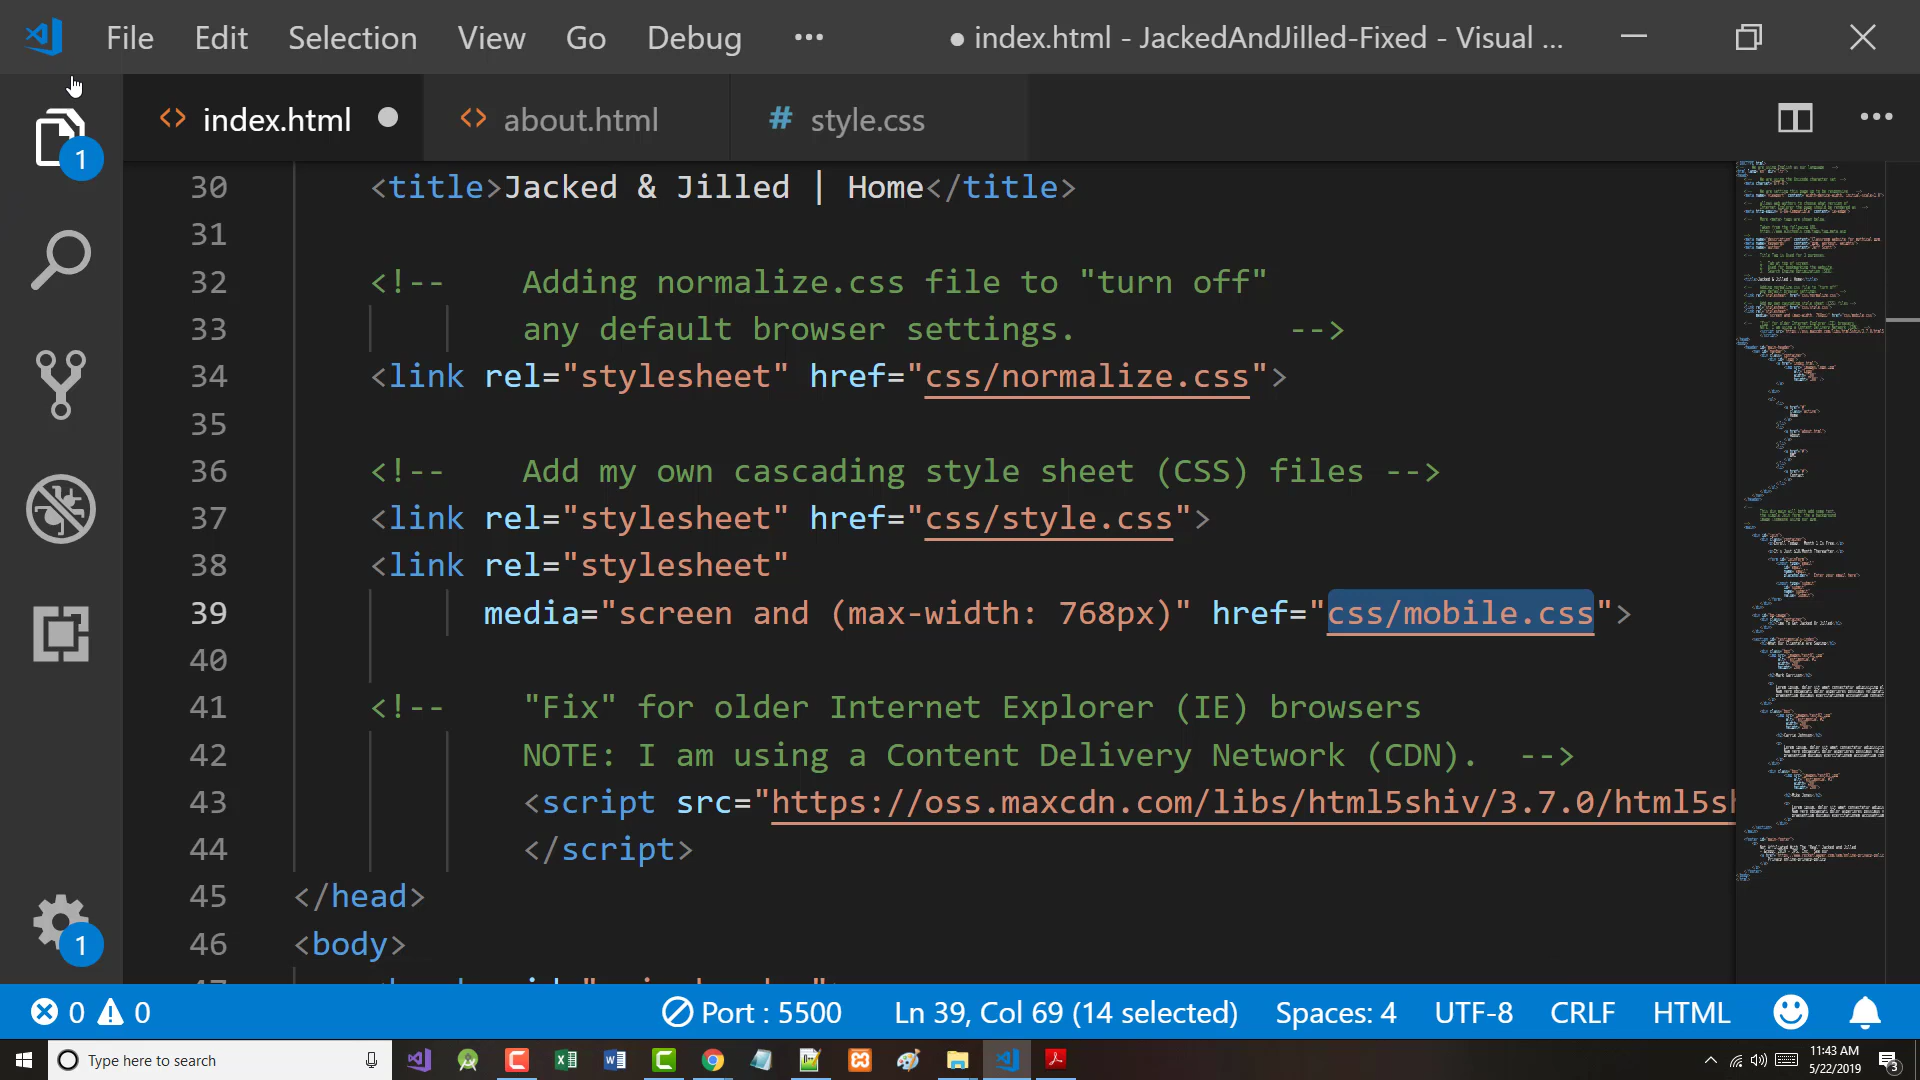 File Edit Selection View Go Debug ••• ● index.html - JackedAndJilled-Fixed - Visual ...
1
<> index.html <> about.html # style.css
30 <title>Jacked & Jilled | Home</title>
31
32 <!-- Adding normalize.css file to "turn off"
33 any default browser settings. -->
34 <link rel="stylesheet" href="css/normalize.css">
35
36 <!-- Add my own cascading style sheet (CSS) files -->
37 <link rel="stylesheet" href="css/style.css">
38 <link rel="stylesheet"
39 media="screen and (max-width: 768px)" href="css/mobile.css">
40
41 <!-- "Fix" for older Internet Explorer (IE) browsers
42 NOTE: I am using a Content Delivery Network (CDN). -->
43 <script src="https://oss.maxcdn.com/libs/html5shiv/3.7.0/html5sh
44 </script>
45 </head>
46 <body>
1
0 0 Port : 5500 Ln 39, Col 69 (14 selected) Spaces: 4 UTF-8 CRLF HTML
Type here to search
11:43 AM
5/22/2019
3